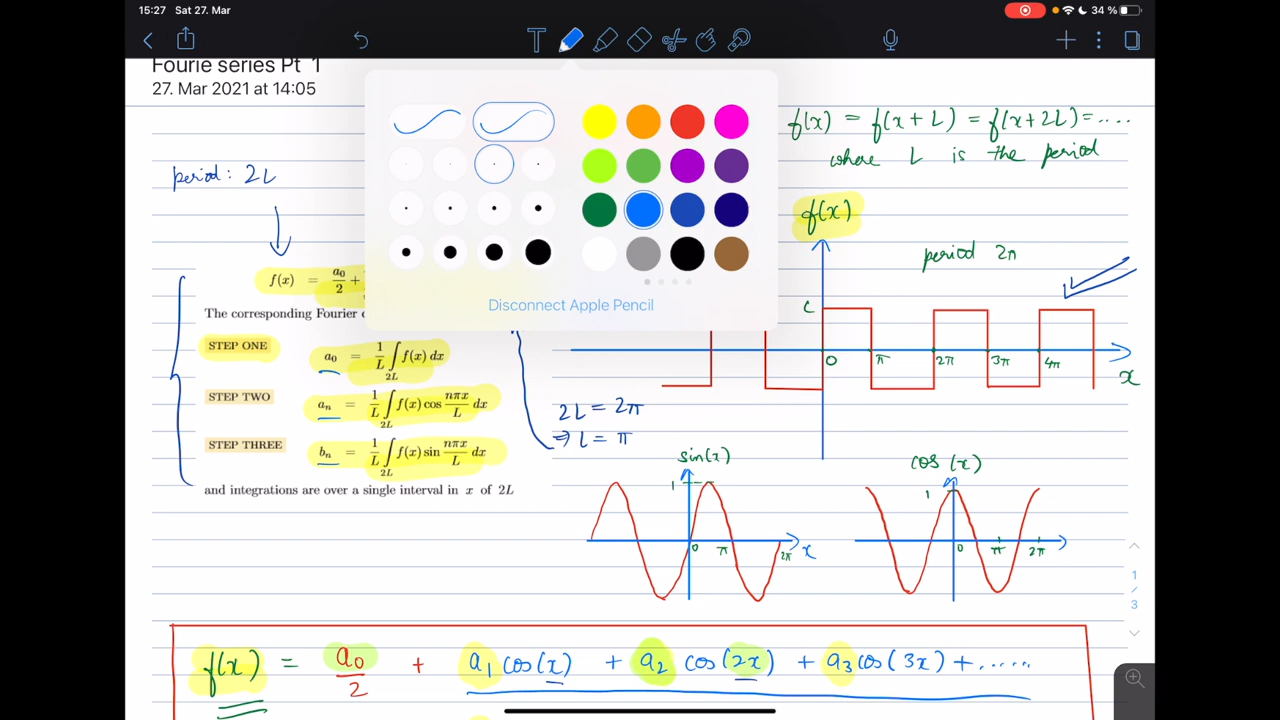 15:27 Sat 27. Mar
34 %
Fourie series Pt 1
27. Mar 2021 at 14:05
f(x) = f(x+L) = f(x+2L)=....
where L is the period
period: 2L
Disconnect Apple Pencil
f(x)
period 2π
C
0 π 2π 3π 4π
x
f(x) = a₀/2 +
The corresponding Fourier
STEP ONE a₀ = 1/L ∫ f(x) dx
2L
STEP TWO aₙ = 1/L ∫ f(x) cos nπx/L dx
2L
STEP THREE bₙ = 1/L ∫ f(x) sin nπx/L dx
2L
and integrations are over a single interval in x of 2L
2L = 2π
⇒ L = π
sin(x)
1
0 π 2π x
cos (x)
1
0 π 2π
1
/
3
f(x) = a₀/2 + a₁ cos(x) + a₂ cos(2x) + a₃ cos(3x) + .....